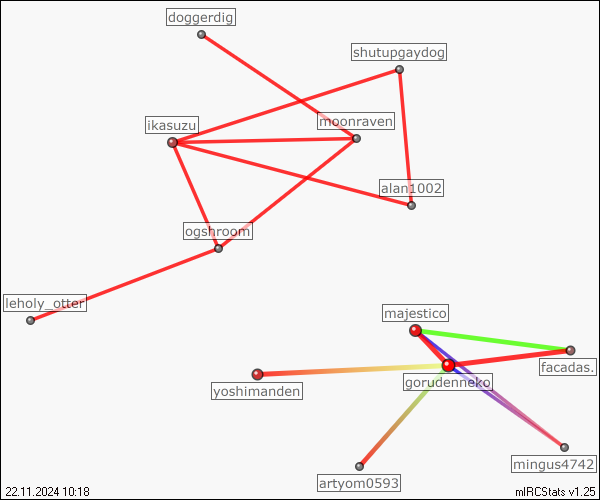 doggerdig
shutupgaydog
moonraven
ikasuzu
alan1002
ogshroom
leholy_otter
majestico
facadas.
gorudenneko
yoshimanden
mingus4742
artyom0593
22.11.2024 10:18
mIRCStats v1.25